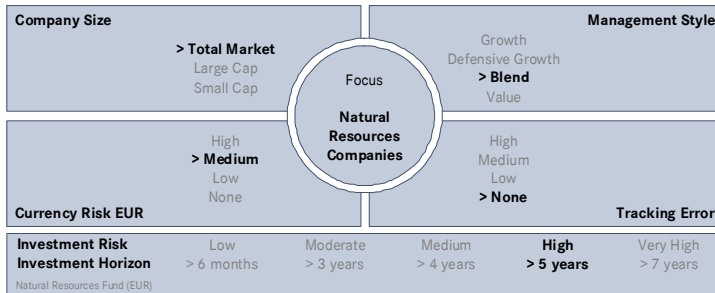 Company Size
> Total Market
Large Cap
Small Cap
Management Style
Growth
Defensive Growth
> Blend
Value
Focus
Natural
Resources
Companies
High
> Medium
Low
None
Currency Risk EUR
High
Medium
Low
> None
Tracking Error
Investment Risk Low Moderate Medium High Very High
Investment Horizon > 6 months > 3 years > 4 years > 5 years > 7 years
Natural Resources Fund (EUR)